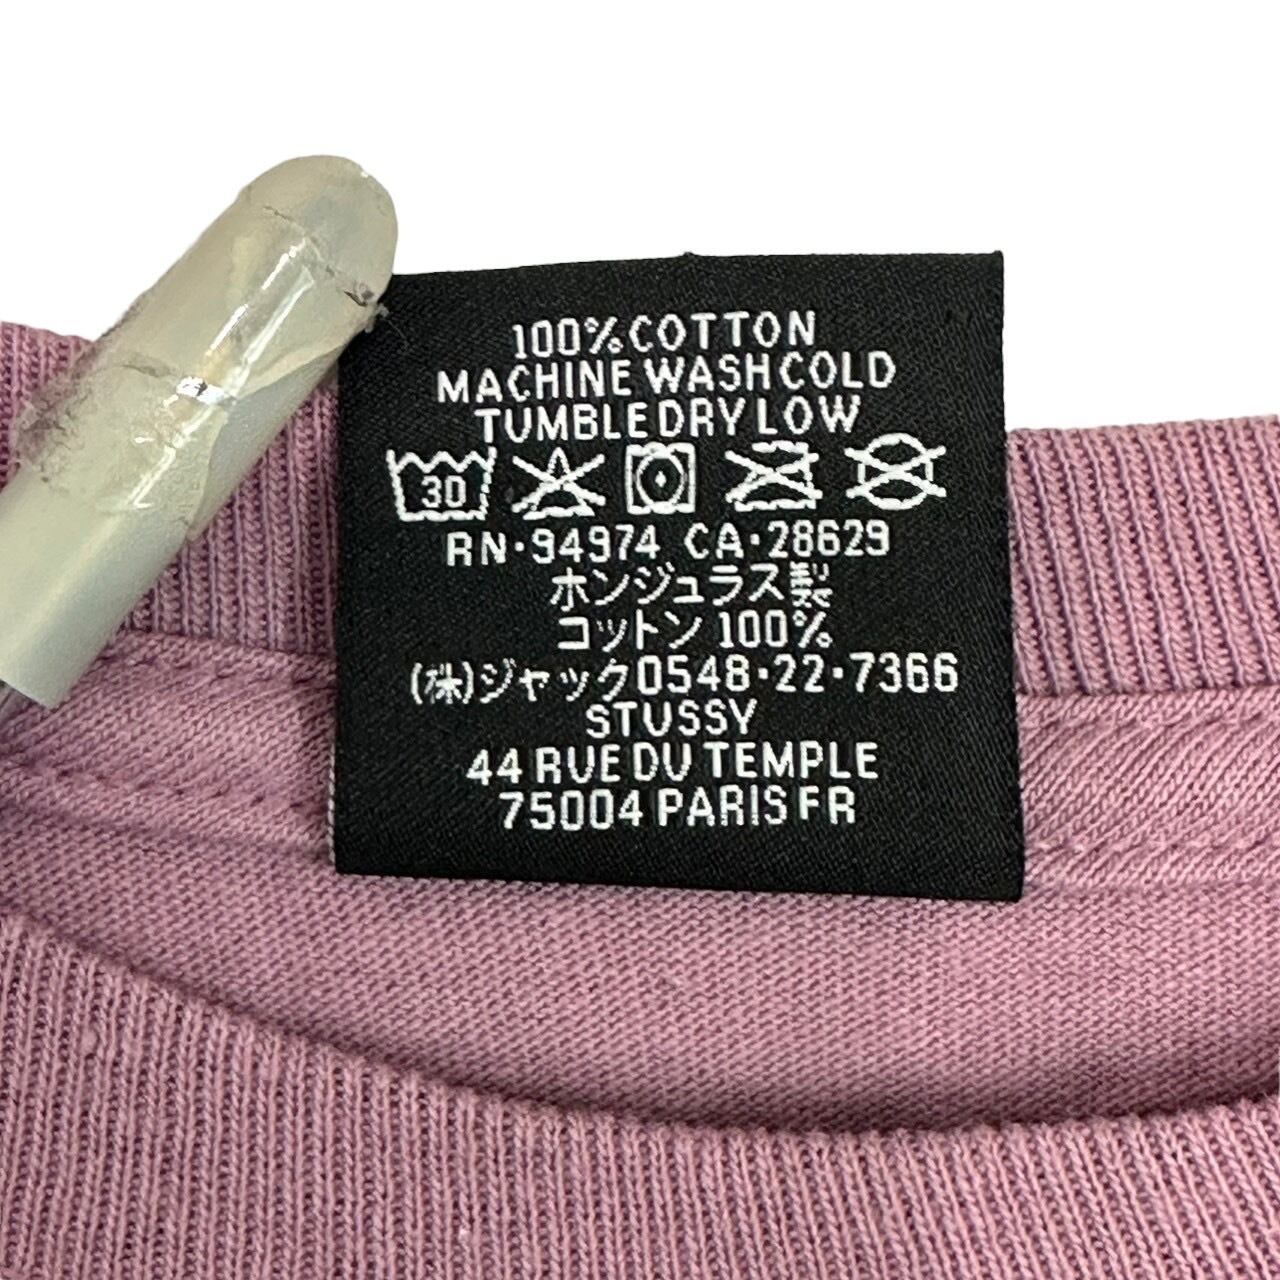 100% COTTON
MACHINE WASH COLD
TUMBLE DRY LOW
30
RN·94974 CA·28629
ホンジュラス製
コットン 100%
(株)ジャック0548·22·7366
STUSSY
44 RUE DU TEMPLE
75004 PARIS FR